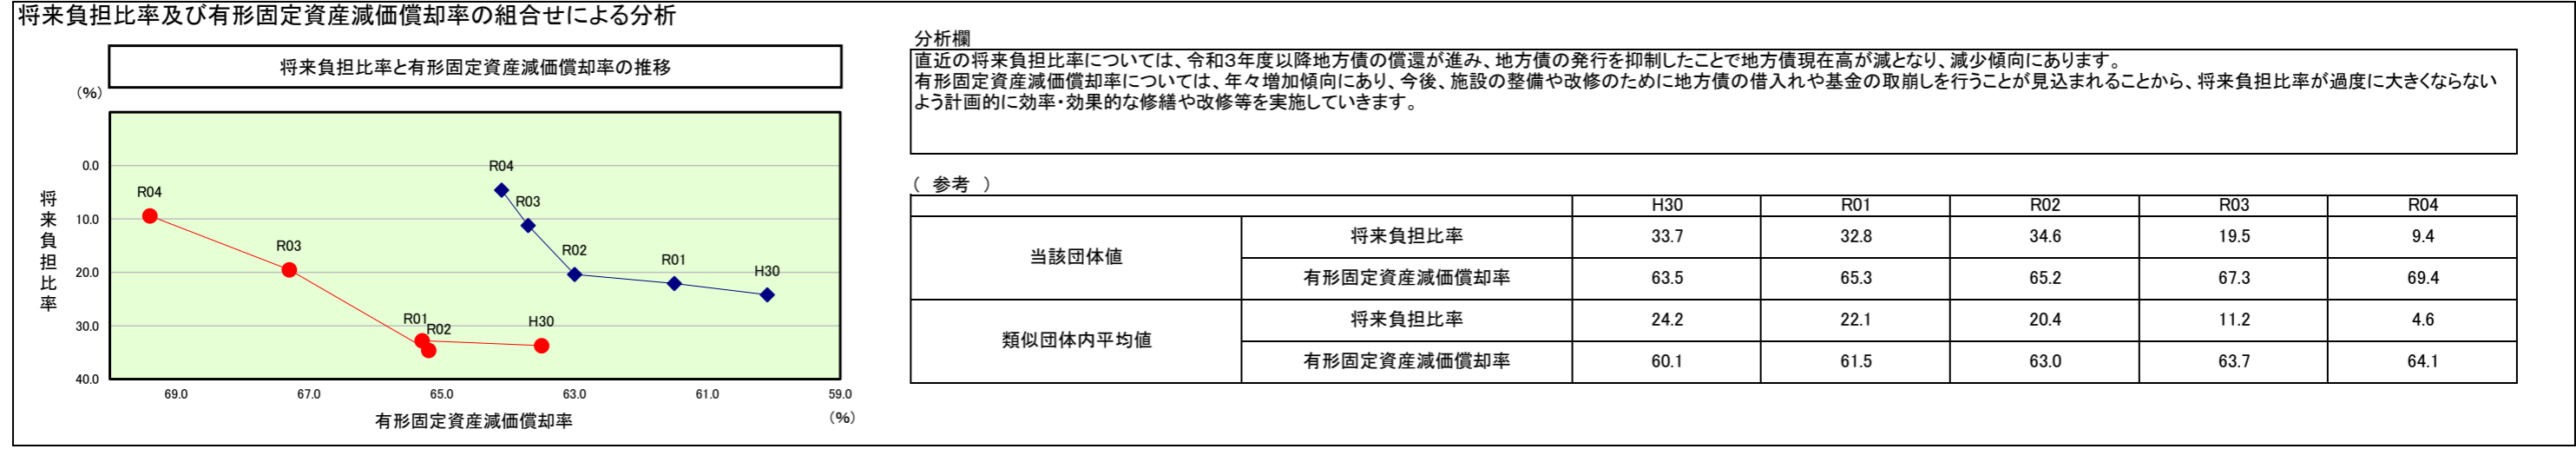 将来負担比率及び有形固定資産減価償却率の組合せによる分析
将来負担比率と有形固定資産減価償却率の推移
(%)
0.0
10.0
20.0
30.0
40.0
将来負担比率
R04
R03
R01
R02
H30
R04
R03
R02
R01
H30
69.0 67.0 65.0 63.0 61.0 59.0
有形固定資産減価償却率
(%)
分析欄
直近の将来負担比率については、令和3年度以降地方債の償還が進み、地方債の発行を抑制したことで地方債現在高が減となり、減少傾向にあります。
有形固定資産減価償却率については、年々増加傾向にあり、今後、施設の整備や改修のために地方債の借入れや基金の取崩しを行うことが見込まれることから、将来負担比率が過度に大きくならない
よう計画的に効率・効果的な修繕や改修等を実施していきます。
( 参考 )
H30 R01 R02 R03 R04
当該団体値
将来負担比率 33.7 32.8 34.6 19.5 9.4
有形固定資産減価償却率 63.5 65.3 65.2 67.3 69.4
類似団体内平均値
将来負担比率 24.2 22.1 20.4 11.2 4.6
有形固定資産減価償却率 60.1 61.5 63.0 63.7 64.1